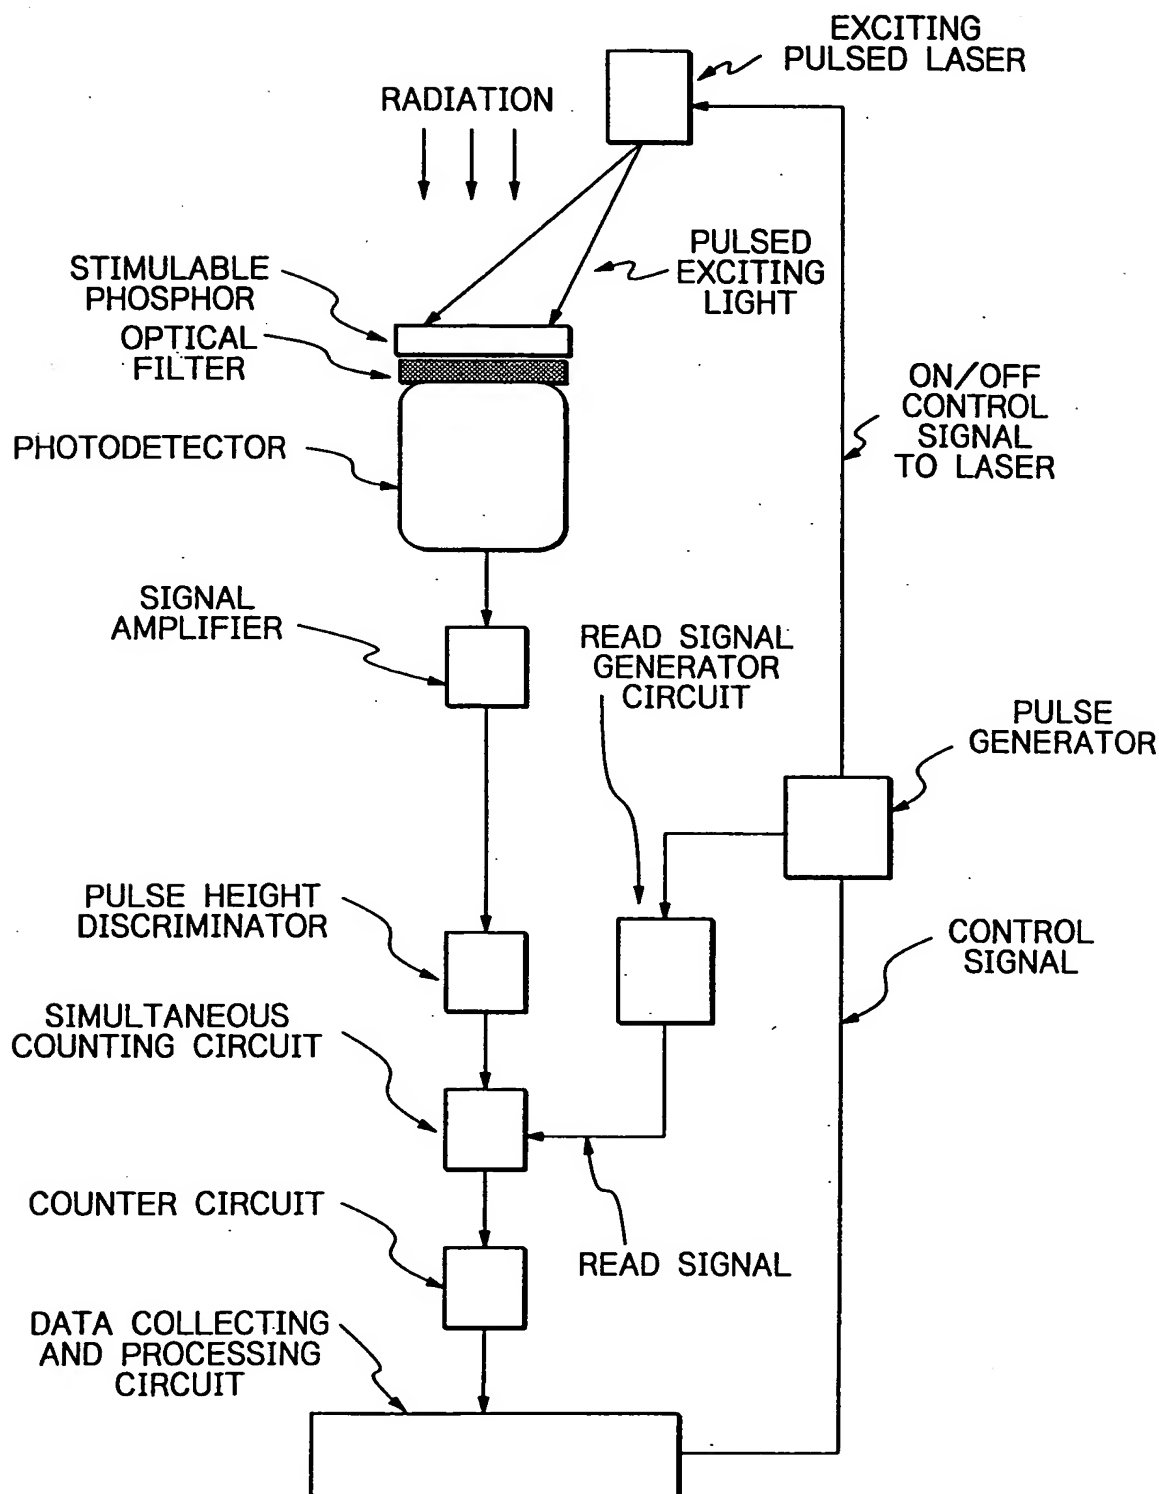 EXCITING
PULSED LASER
RADIATION
PULSED
EXCITING
LIGHT
STIMULABLE
PHOSPHOR
OPTICAL
FILTER
ON/OFF
CONTROL
SIGNAL
TO LASER
PHOTODETECTOR
SIGNAL
AMPLIFIER
READ SIGNAL
GENERATOR
CIRCUIT
PULSE
GENERATOR
PULSE HEIGHT
DISCRIMINATOR
CONTROL
SIGNAL
SIMULTANEOUS
COUNTING CIRCUIT
COUNTER CIRCUIT
READ SIGNAL
DATA COLLECTING
AND PROCESSING
CIRCUIT